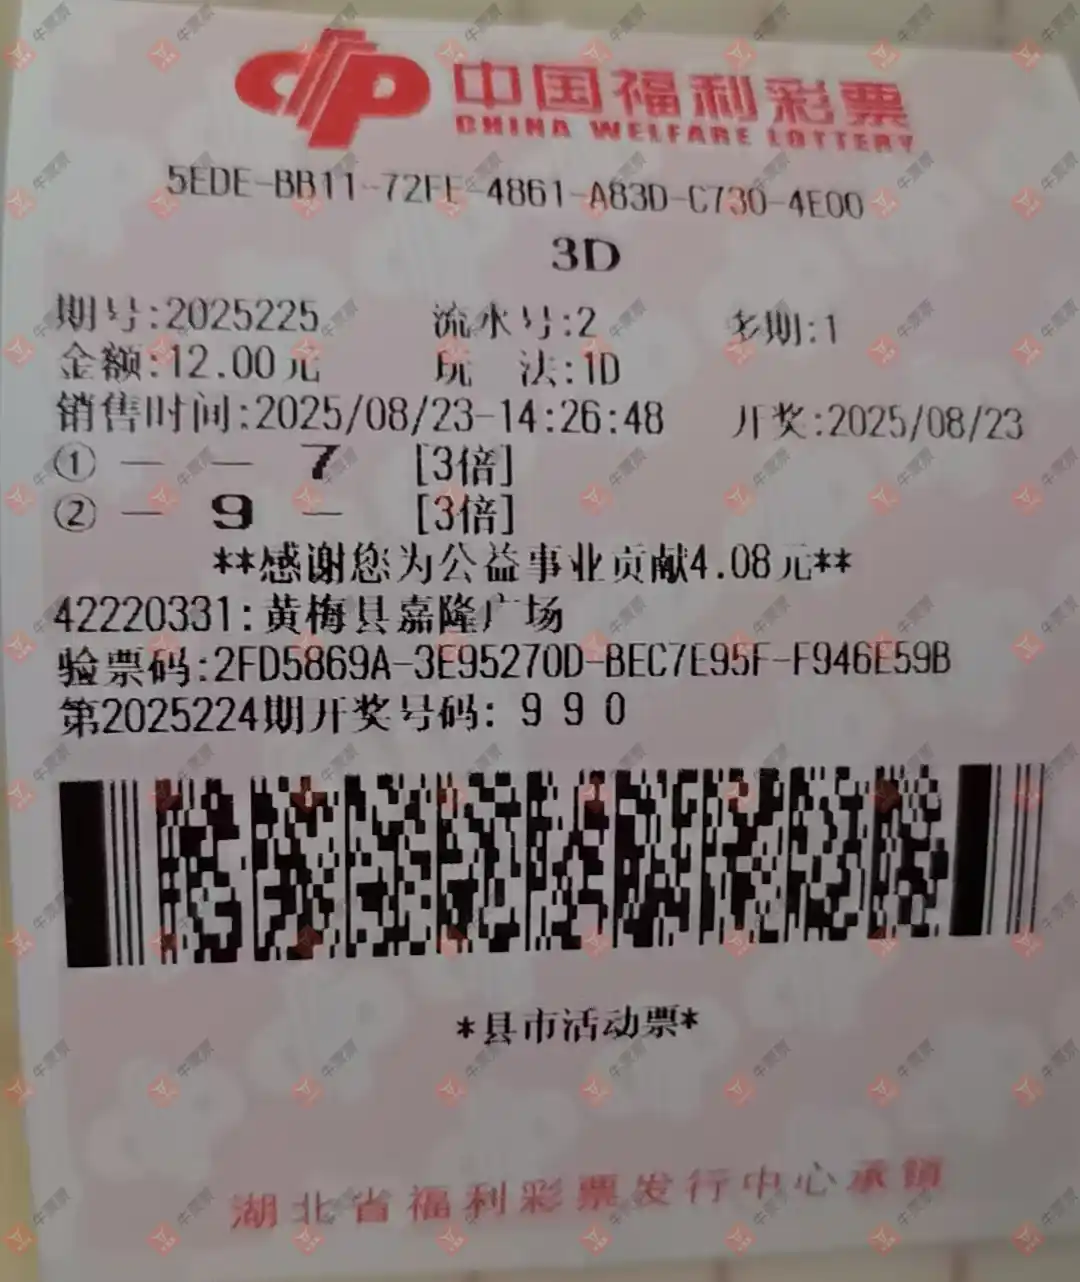 中国福利彩票
CHINA WELFARE LOTTERY
5EDE-BB11-72FE-4861-A83D-C730-4E00
3D
期号:2025225 流水号:2 多期:1
金额:12.00元 玩 法:1D
销售时间:2025/08/23-14:26:48 开奖:2025/08/23
① — — 7 [3倍]
② — 9 — [3倍]
**感谢您为公益事业贡献4.08元**
42220331:黄梅县嘉隆广场
验票码:2FD5869A-3E95270D-BEC7E95F-F946E59B
第2025224期开奖号码: 9 9 0
*县市活动票*
湖北省福利彩票发行中心承销
牛票票